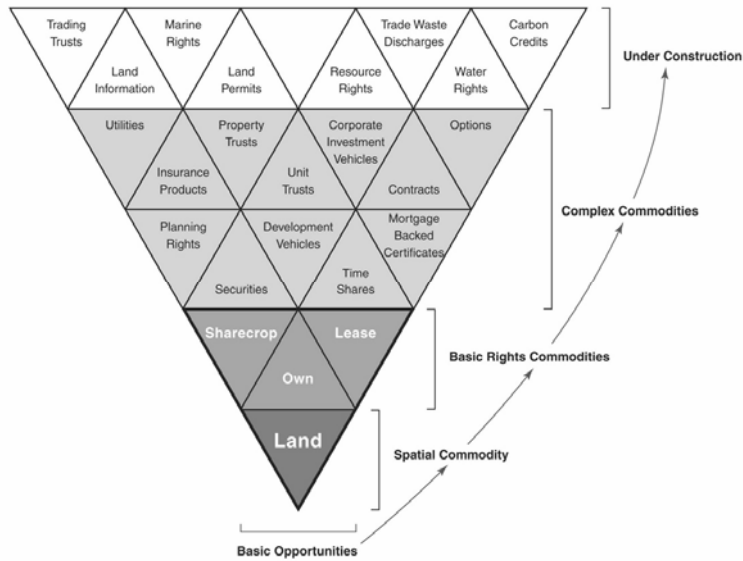 Trading
Trusts
Marine
Rights
Trade Waste
Discharges
Carbon
Credits
Under Construction
Land
Information
Land
Permits
Resource
Rights
Water
Rights
Utilities
Property
Trusts
Corporate
Investment
Vehicles
Options
Insurance
Products
Unit
Trusts
Contracts
Complex Commodities
Planning
Rights
Development
Vehicles
Mortgage
Backed
Certificates
Securities
Time
Shares
Sharecrop
Lease
Basic Rights Commodities
Own
Land
Spatial Commodity
Basic Opportunities